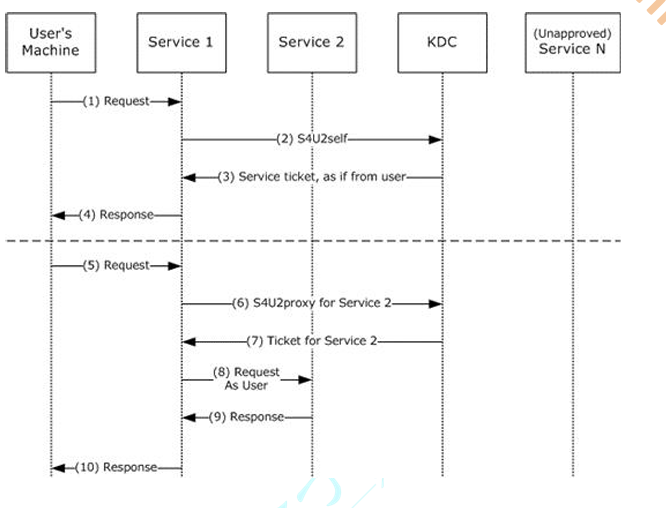 User's
Machine
Service 1
Service 2
KDC
(Unapproved)
Service N
(1) Request
(2) S4U2self
(3) Service ticket, as if from user
(4) Response
(5) Request
(6) S4U2proxy for Service 2
(7) Ticket for Service 2
(8) Request
As User
(9) Response
(10) Response